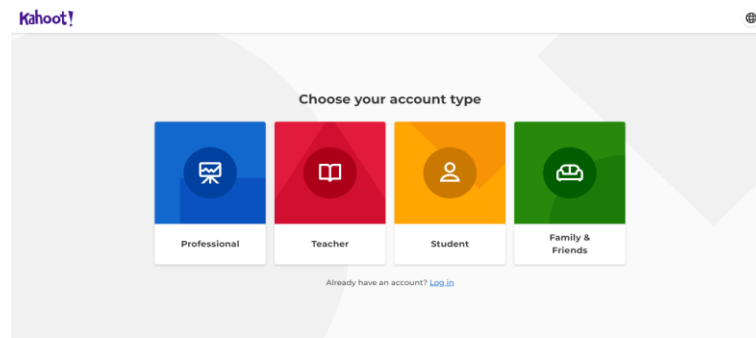 Kahoot!
Choose your account type
Professional
Teacher
Student
Family &
Friends
Already have an account? Log in